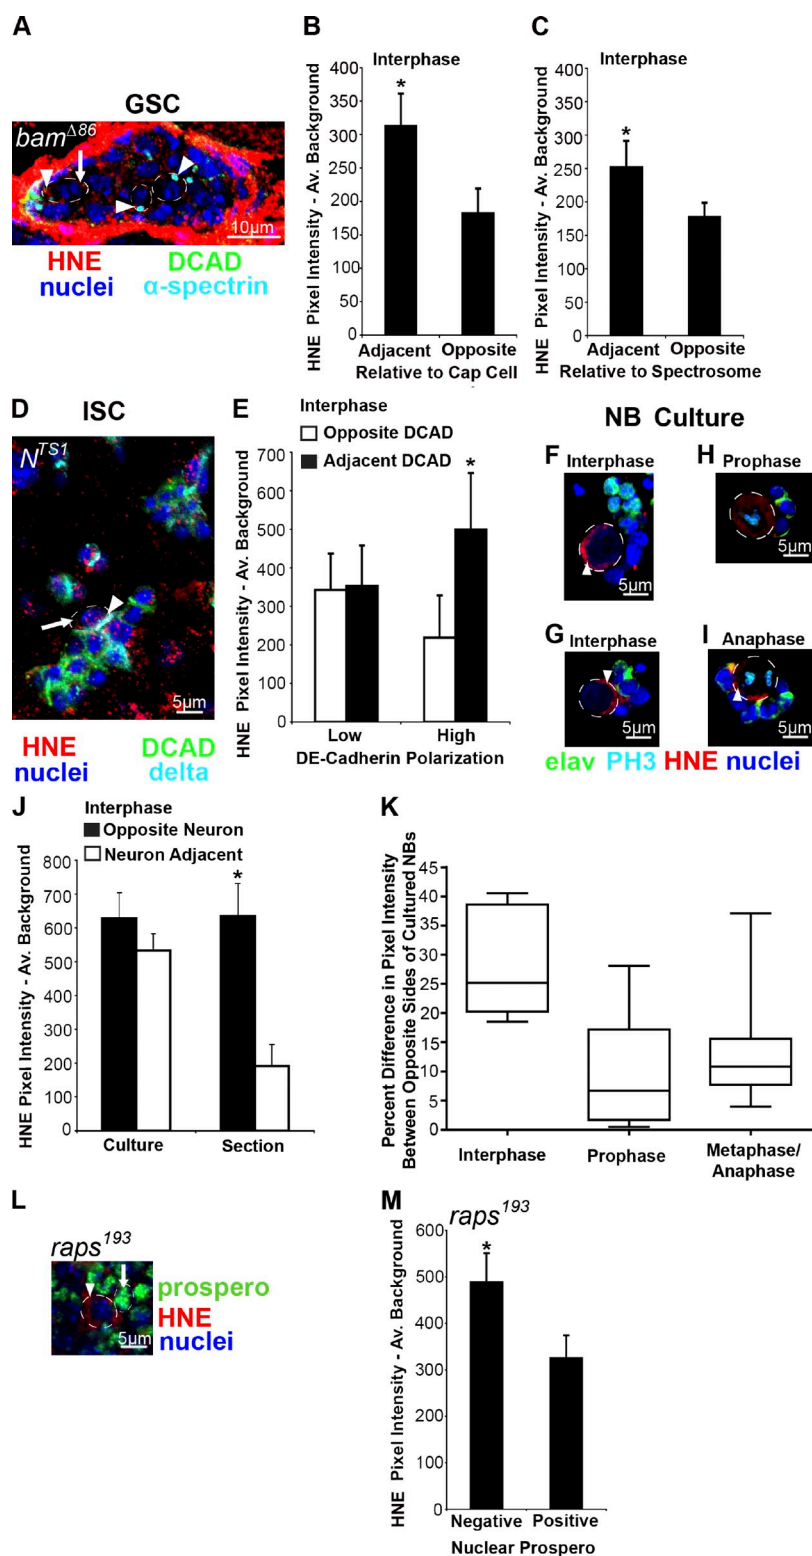 A
GSC
bamΔ86
10µm
HNE DCAD
nuclei α-spectrin
B
Interphase
HNE Pixel Intensity - Av. Background
400
350
300
250
200
150
100
50
0
*
Adjacent Opposite
Relative to Cap Cell
C
Interphase
HNE Pixel Intensity - Av. Background
400
350
300
250
200
150
100
50
0
*
Adjacent Opposite
Relative to Spectrosome
D
ISC
NTS1
5µm
HNE DCAD
nuclei delta
E
Interphase
Opposite DCAD
Adjacent DCAD
HNE Pixel Intensity - Av. Background
700
600
500
400
300
200
100
0
*
Low High
DE-Cadherin Polarization
NB Culture
F
Interphase
5µm
H
Prophase
5µm
G
Interphase
5µm
I
Anaphase
5µm
elav PH3 HNE nuclei
J
Interphase
Opposite Neuron
Neuron Adjacent
HNE Pixel Intensity - Av. Background
800
700
600
500
400
300
200
100
0
*
Culture Section
K
Percent Difference in Pixel Intensity
Between Opposite Sides of Cultured NBs
45
40
35
30
25
20
15
10
5
0
Interphase Prophase Metaphase/
Anaphase
L
raps193
5µm
prospero
HNE
nuclei
M
raps193
HNE Pixel Intensity - Av. Background
600
500
400
300
200
100
0
*
Negative Positive
Nuclear Prospero